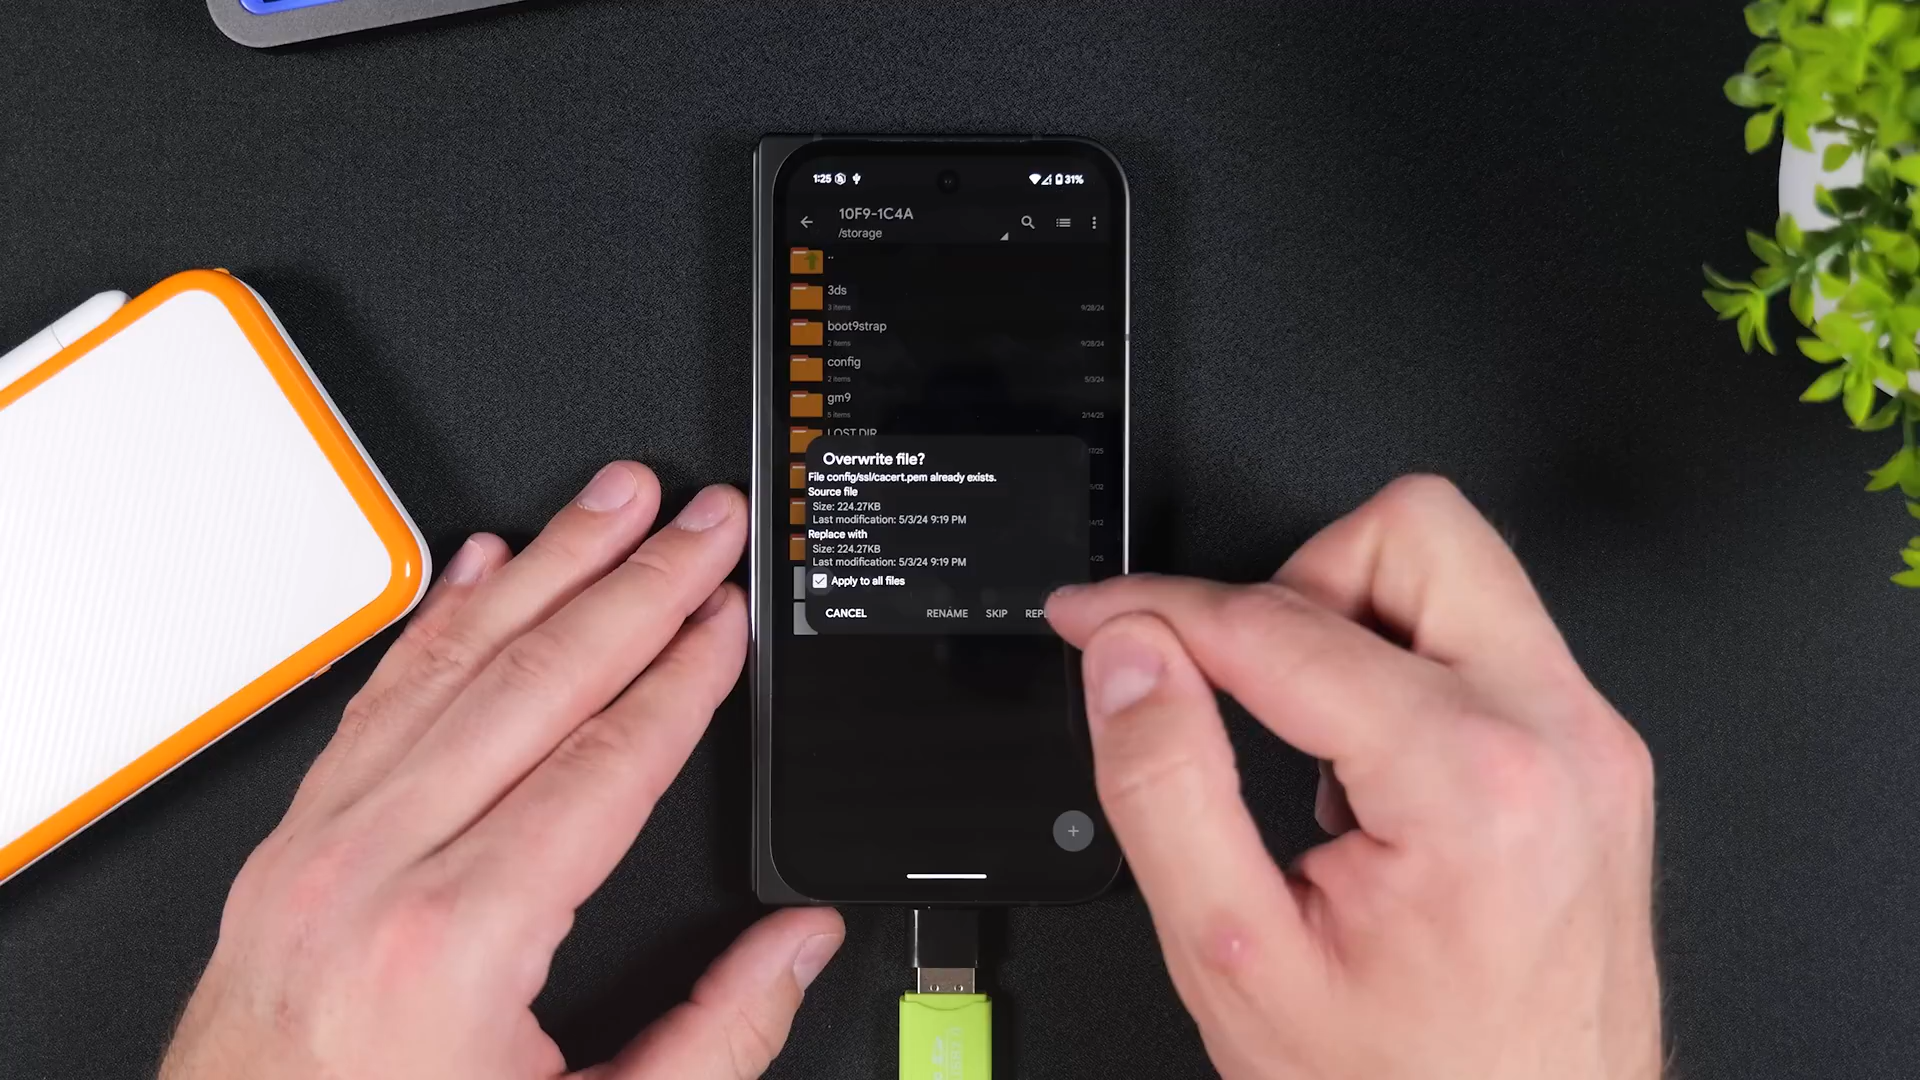 1:25
31%
10F9-1C4A
/storage
..
3ds
3 items
9/28/24
boot9strap
2 items
9/28/24
config
2 items
5/3/24
gm9
5 items
2/14/25
LOST.DIR
Overwrite file?
File config/ssl/cacert.pem already exists.
Source file
Size: 224.27KB
Last modification: 5/3/24 9:19 PM
Replace with
Size: 224.27KB
Last modification: 5/3/24 9:19 PM
Apply to all files
CANCEL
RENAME
SKIP
REPL